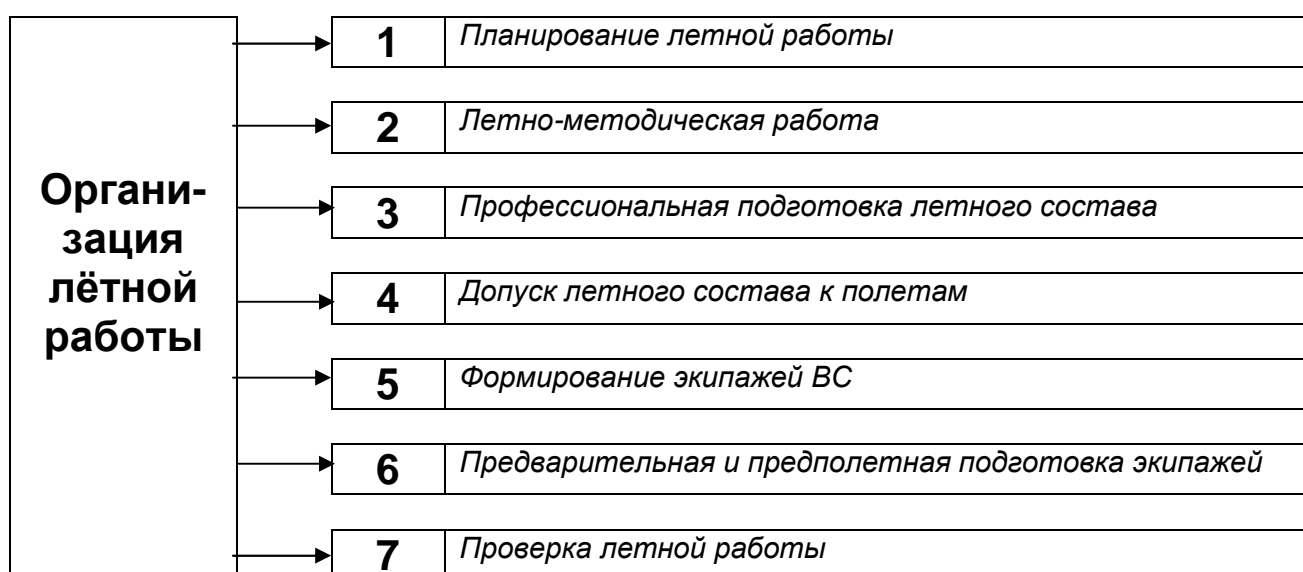 Органи-
зация
лётной
работы
1 Планирование летной работы
2 Летно-методическая работа
3 Профессиональная подготовка летного состава
4 Допуск летного состава к полетам
5 Формирование экипажей ВС
6 Предварительная и предполетная подготовка экипажей
7 Проверка летной работы